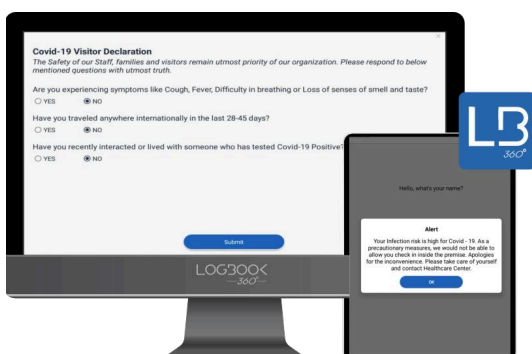 Covid-19 Visitor Declaration
The Safety of our Staff, families and visitors remain utmost priority of our organization. Please respond to below
mentioned questions with utmost truth.
Are you experiencing symptoms like Cough, Fever, Difficulty in breathing or Loss of senses of smell and taste?
YES NO
Have you traveled anywhere internationally in the last 28-45 days?
YES NO
Have you recently interacted or lived with someone who has tested Covid-19 Positive?
YES NO
Submit
LOGBOOK
360°
LB
360°
Hello, what's your name?
Alert
Your Infection risk is high for Covid - 19. As a
precautionary measures, we would not be able to
allow you check in inside the premise. Apologies
for the inconvenience. Please take care of yourself
and contact Healthcare Center.
OK